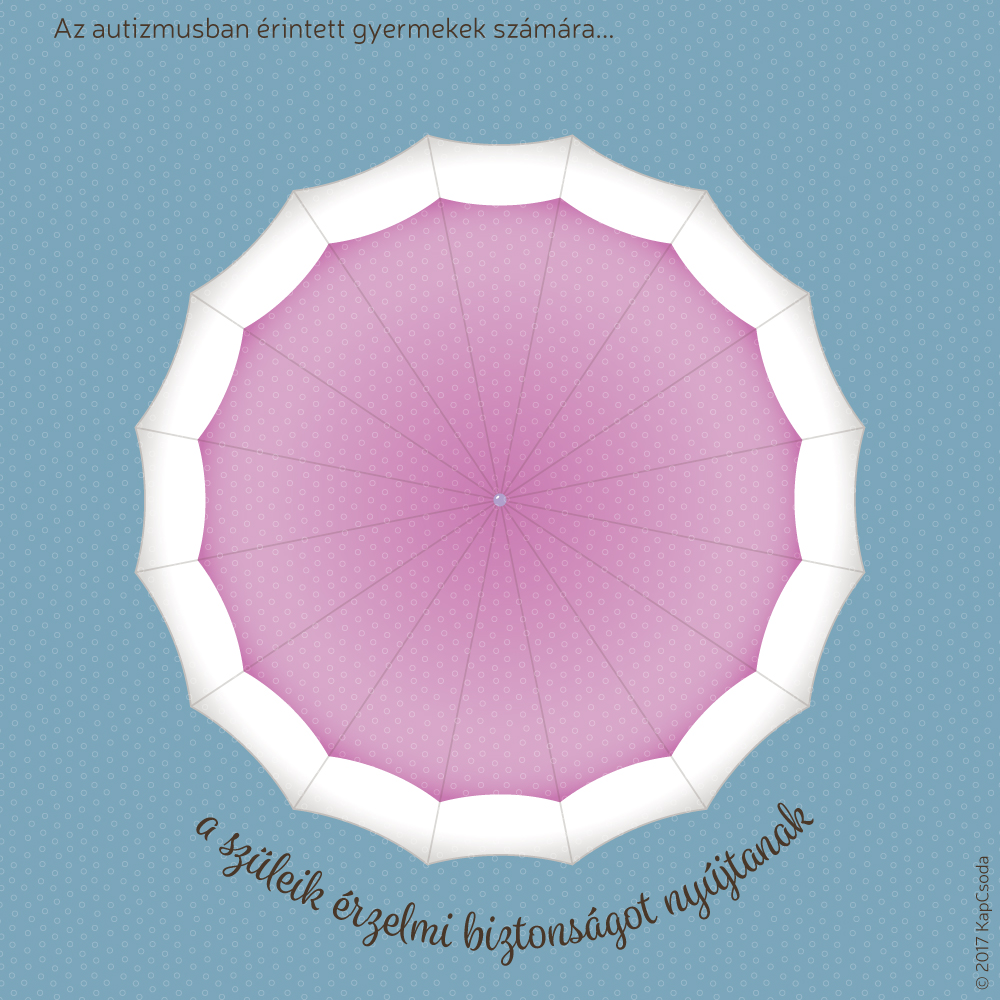 Az autizmusban érintett gyermekek számára...
a szüleik érzelmi biztonságot nyújtanak
© 2017 KapCsoda